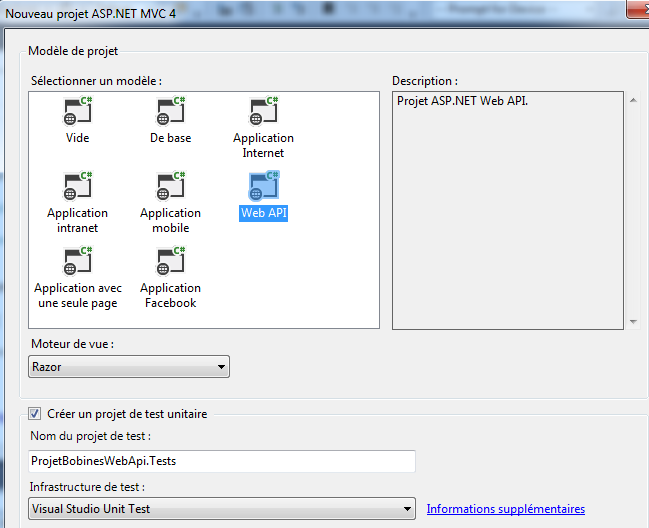 Nouveau projet ASP.NET MVC 4
Modèle de projet
Sélectionner un modèle :
Description :
C# C# C#
Projet ASP.NET Web API.
Vide De base Application
Internet
C# C# C#
Application Application Web API
intranet mobile
C# C#
Application avec Application
une seule page Facebook
Moteur de vue :
Razor
Créer un projet de test unitaire
Nom du projet de test :
ProjetBobinesWebApi.Tests
Infrastructure de test :
Visual Studio Unit Test
Informations supplémentaires